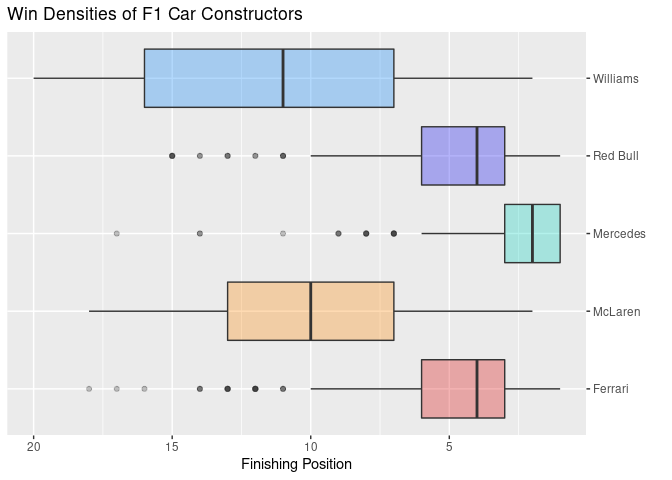 Win Densities of F1 Car Constructors
Williams
Red Bull
Mercedes
McLaren
Ferrari
20 15 10 5
Finishing Position